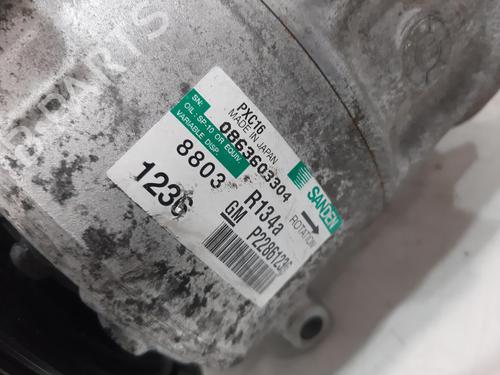 SANDEN
PXC16
MADE IN JAPAN
SN:
0863603304
OIL: SP-10 OR EQUIV.
VARIABLE DISP.
8803
R134a
ROTATION
1236
GM
P22861236